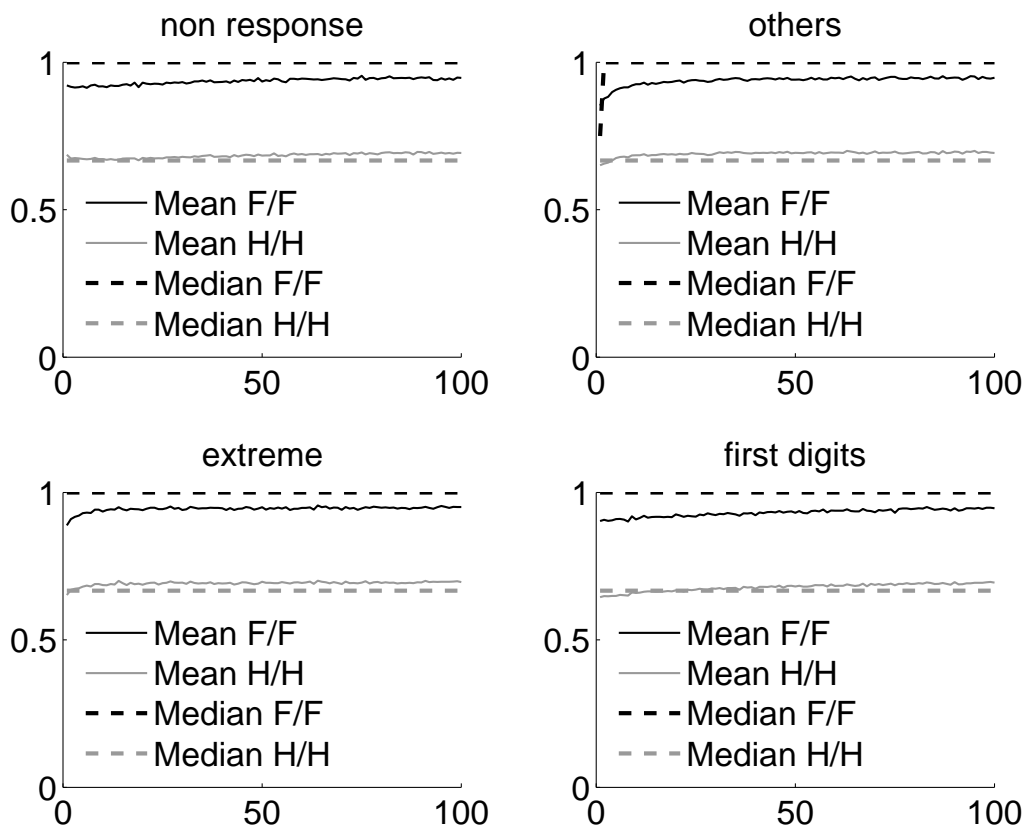 non response
1
0.5
0
Mean F/F
Mean H/H
Median F/F
Median H/H
0 50 100
others
1
0.5
0
Mean F/F
Mean H/H
Median F/F
Median H/H
0 50 100
extreme
1
0.5
0
Mean F/F
Mean H/H
Median F/F
Median H/H
0 50 100
first digits
1
0.5
0
Mean F/F
Mean H/H
Median F/F
Median H/H
0 50 100